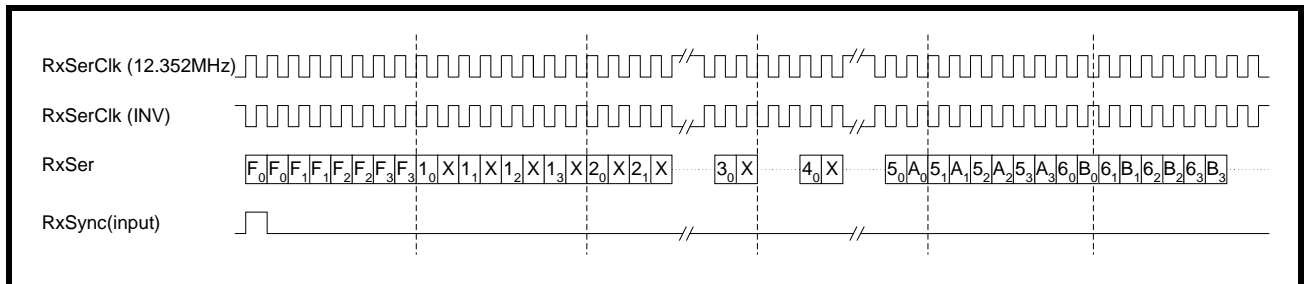 RxSerClk (12.352MHz)
RxSerClk (INV)
RxSer F₀ F₀ F₁ F₁ F₂ F₂ F₃ F₃ 1₀ X 1₁ X 1₂ X 1₃ X 2₀ X 2₁ X 3₀ X 4₀ X 5₀ A₀ 5₁ A₁ 5₂ A₂ 5₃ A₃ 6₀ B₀ 6₁ B₁ 6₂ B₂ 6₃ B₃
RxSync(input)